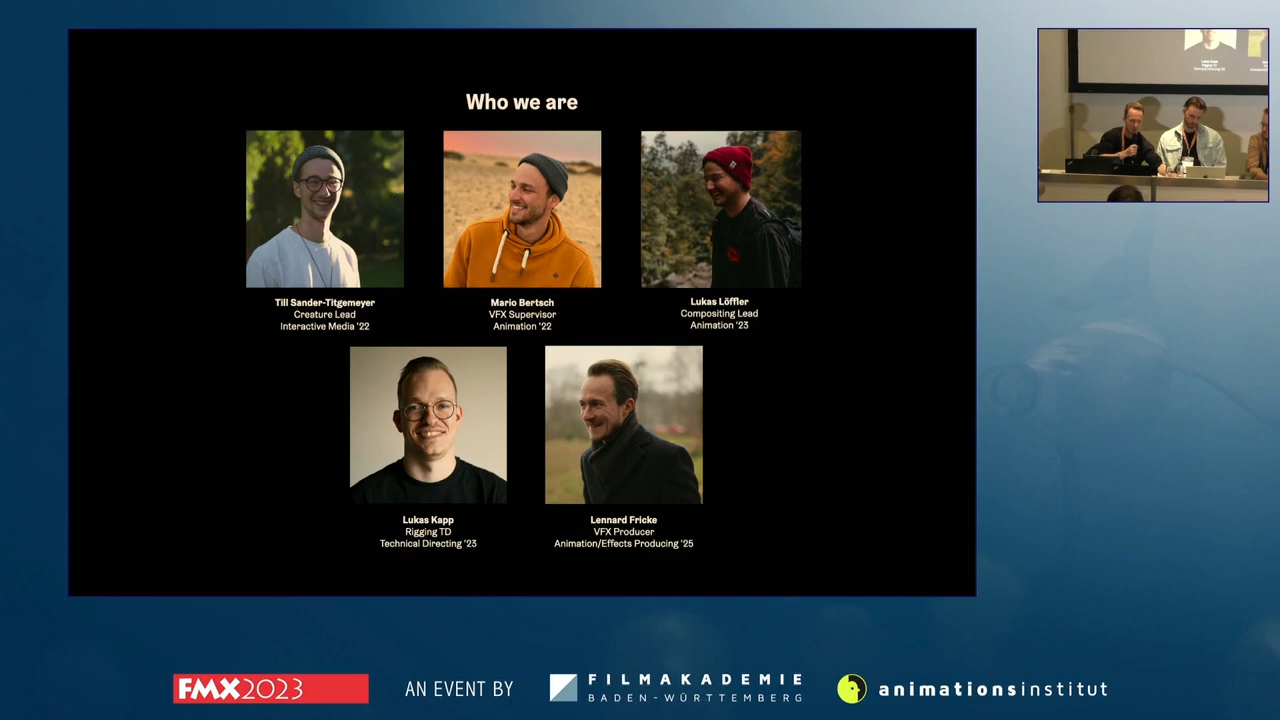 Who we are
Till Sander-Titgemeyer
Creature Lead
Interactive Media '22
Mario Bertsch
VFX Supervisor
Animation '22
Lukas Löffler
Compositing Lead
Animation '23
Lukas Kapp
Rigging TD
Technical Directing '23
Lennard Fricke
VFX Producer
Animation/Effects Producing '25
FMX2023
AN EVENT BY
FILMAKADEMIE
BADEN-WÜRTTEMBERG
animationsinstitut